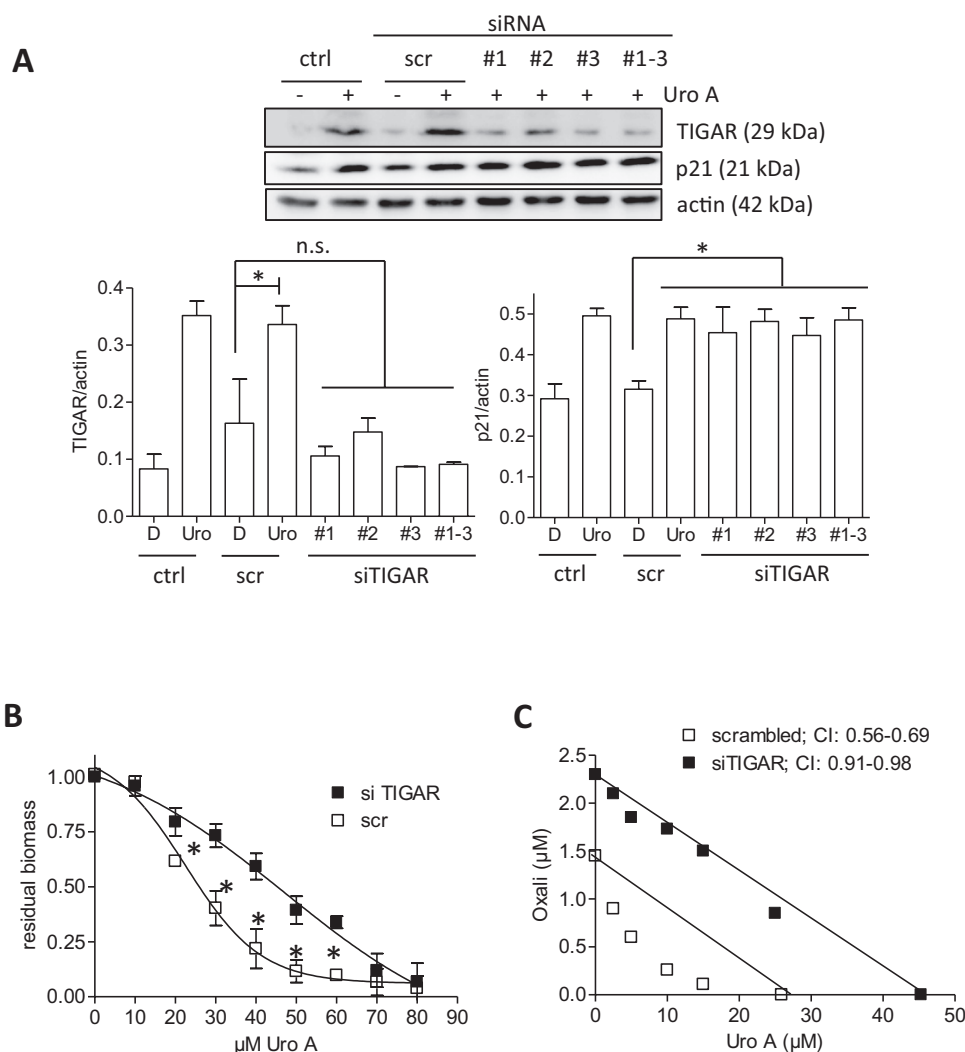 A
siRNA
ctrl scr #1 #2 #3 #1-3
- + - + + + + + Uro A
TIGAR (29 kDa)
p21 (21 kDa)
actin (42 kDa)
n.s.
*
TIGAR/actin
0.4
0.3
0.2
0.1
0.0
D Uro D Uro #1 #2 #3 #1-3
ctrl scr siTIGAR
*
p21/actin
0.5
0.4
0.3
0.2
0.1
0.0
D Uro D Uro #1 #2 #3 #1-3
ctrl scr siTIGAR
B
residual biomass
1.00
0.75
0.50
0.25
0.00
si TIGAR
scr
* * * * *
0 10 20 30 40 50 60 70 80 90
µM Uro A
C
scrambled; CI: 0.56-0.69
siTIGAR; CI: 0.91-0.98
Oxali (µM)
2.5
2.0
1.5
1.0
0.5
0.0
0 10 20 30 40 50
Uro A (µM)